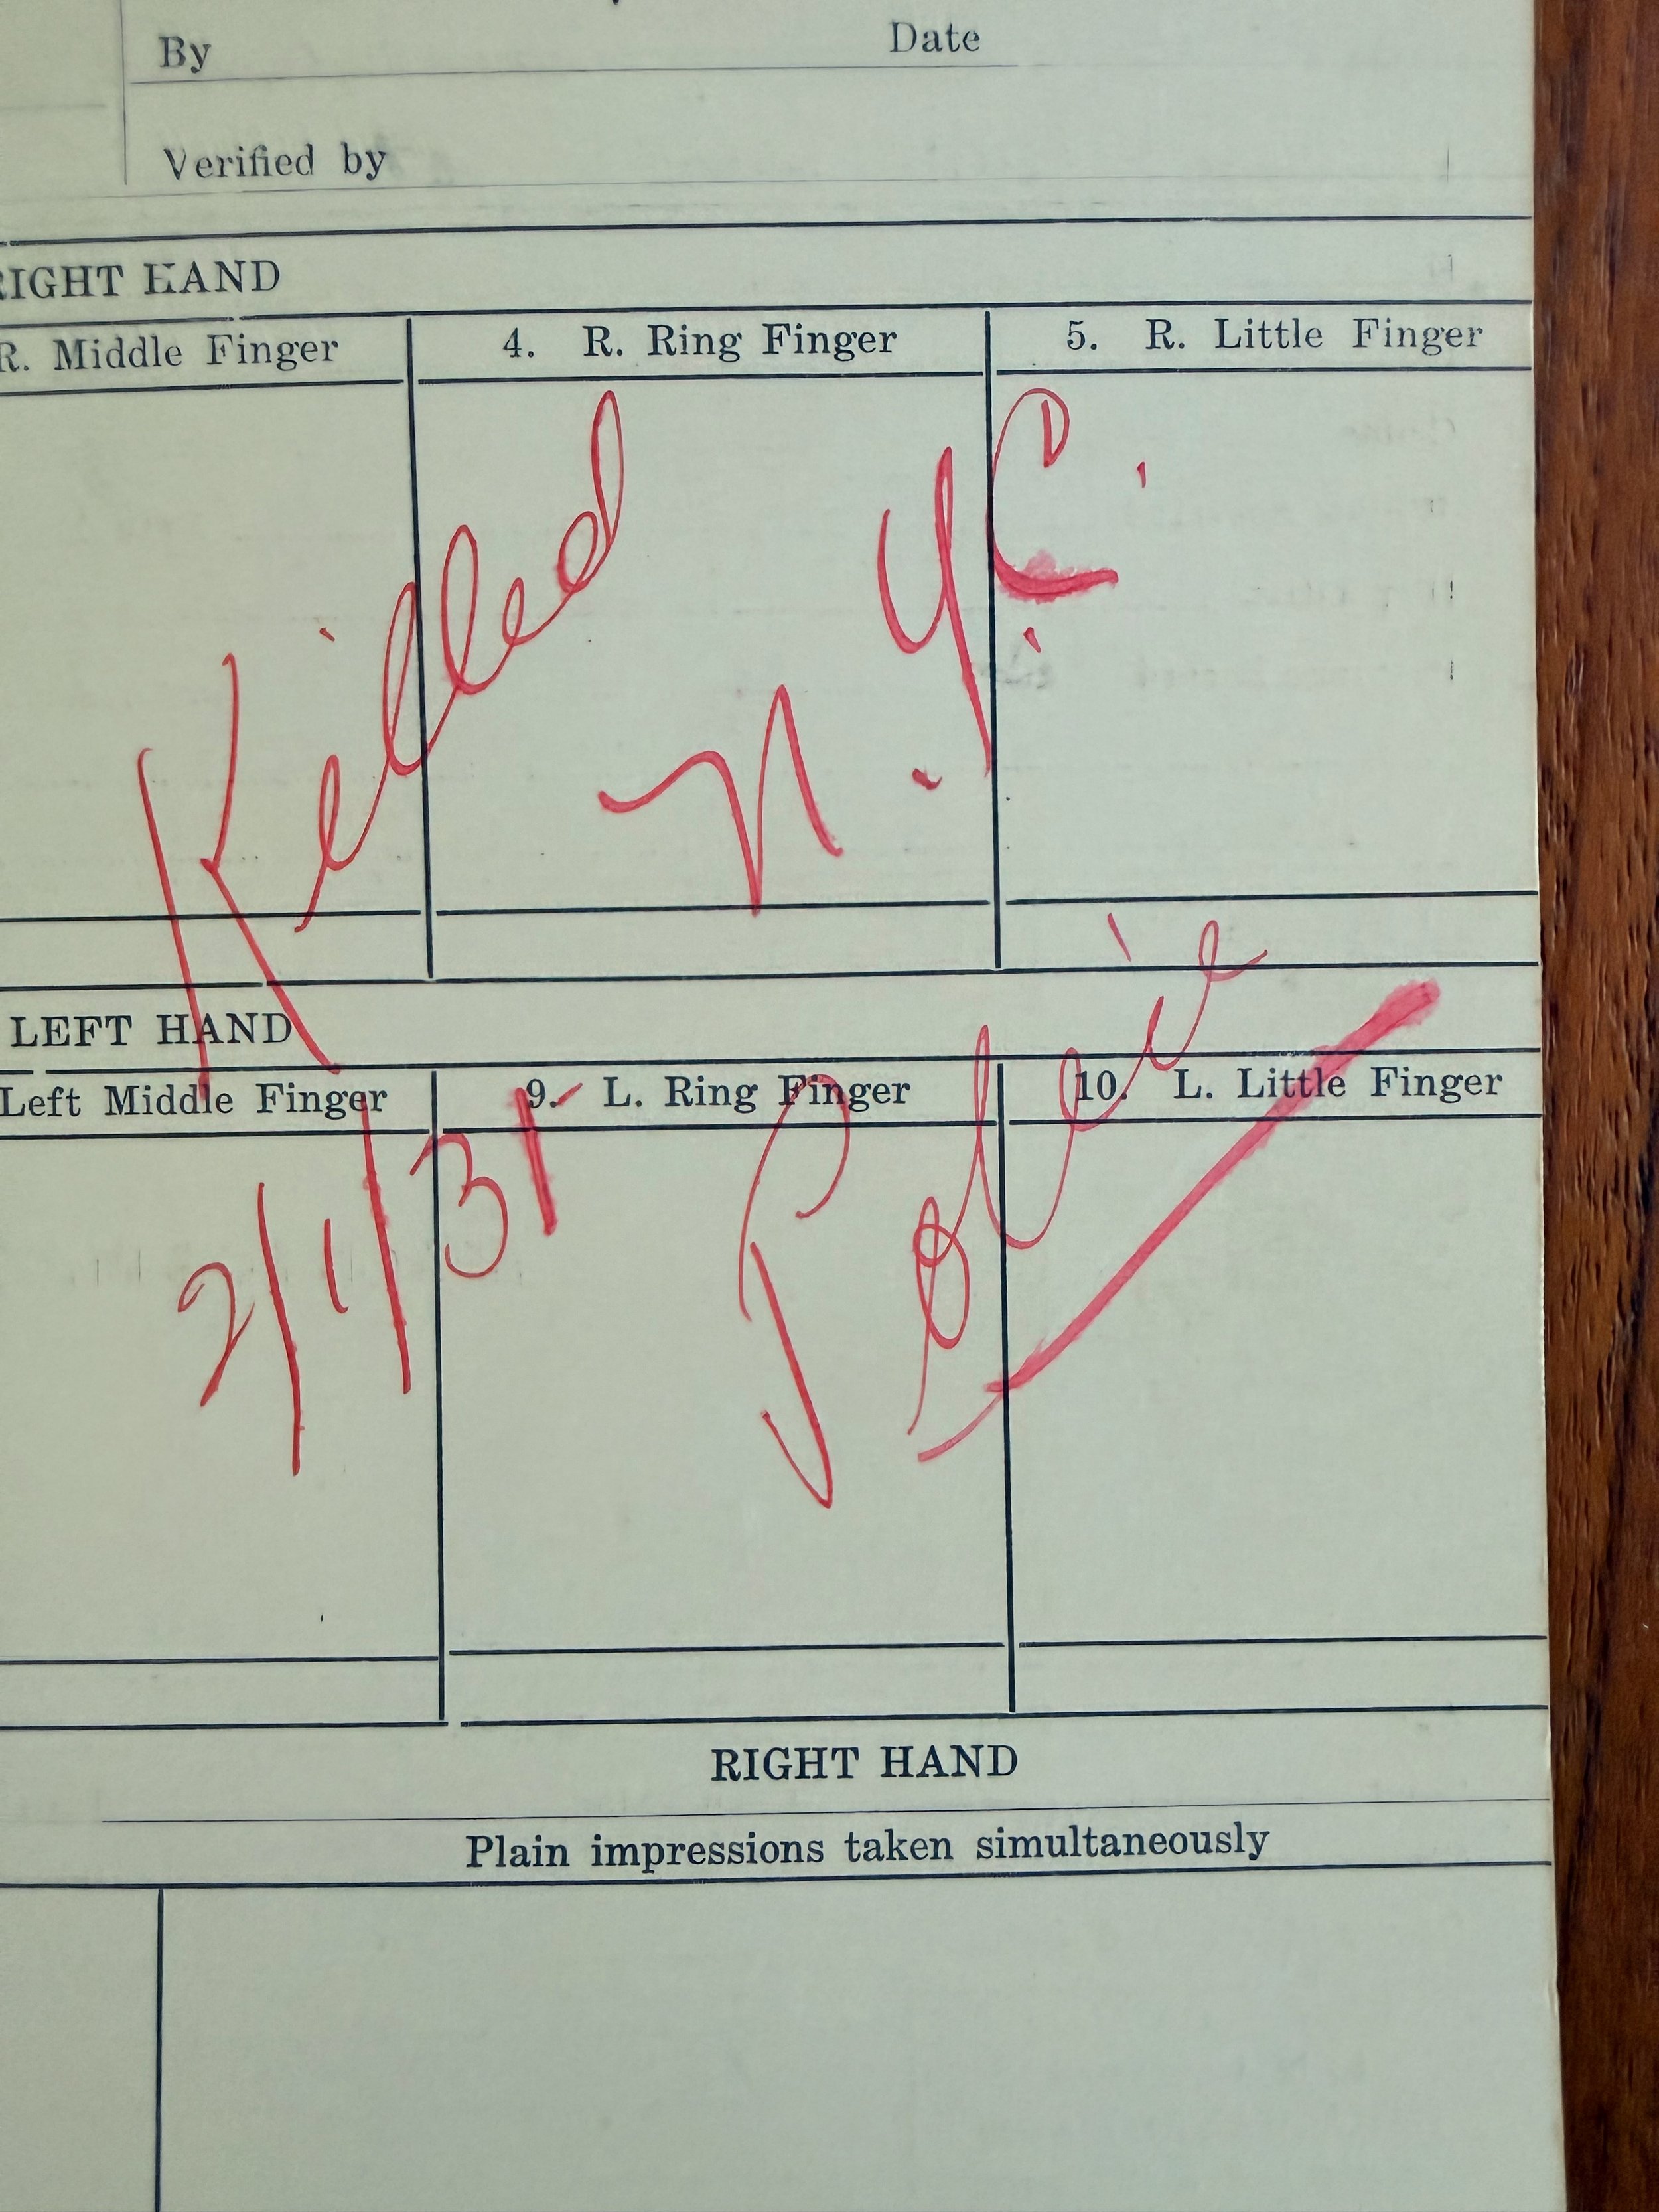 By Date
Verified by
RIGHT HAND
R. Middle Finger 4. R. Ring Finger 5. R. Little Finger
Killed N.Y.C.
LEFT HAND
Left Middle Finger 9. L. Ring Finger 10. L. Little Finger
2/1/31 Police
RIGHT HAND
Plain impressions taken simultaneously